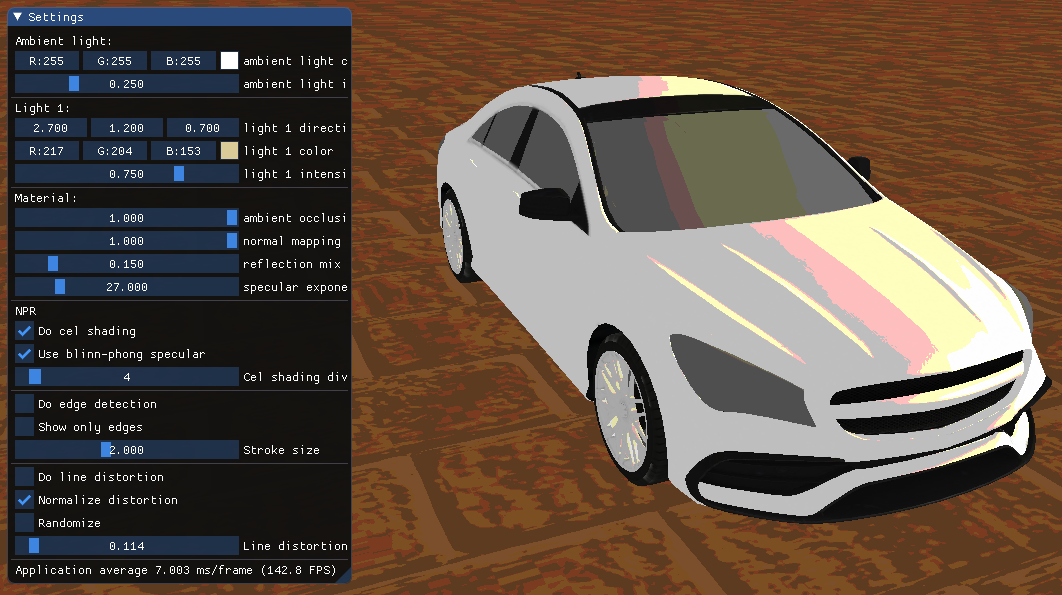 Settings
Ambient light:
R:255 G:255 B:255 ambient light c
0.250 ambient light i
Light 1:
2.700 1.200 0.700 light 1 directi
R:217 G:204 B:153 light 1 color
0.750 light 1 intensi
Material:
1.000 ambient occlusi
1.000 normal mapping
0.150 reflection mix
27.000 specular expone
NPR
Do cel shading
Use blinn-phong specular
4 Cel shading div
Do edge detection
Show only edges
2.000 Stroke size
Do line distortion
Normalize distortion
Randomize
0.114 Line distortion
Application average 7.003 ms/frame (142.8 FPS)